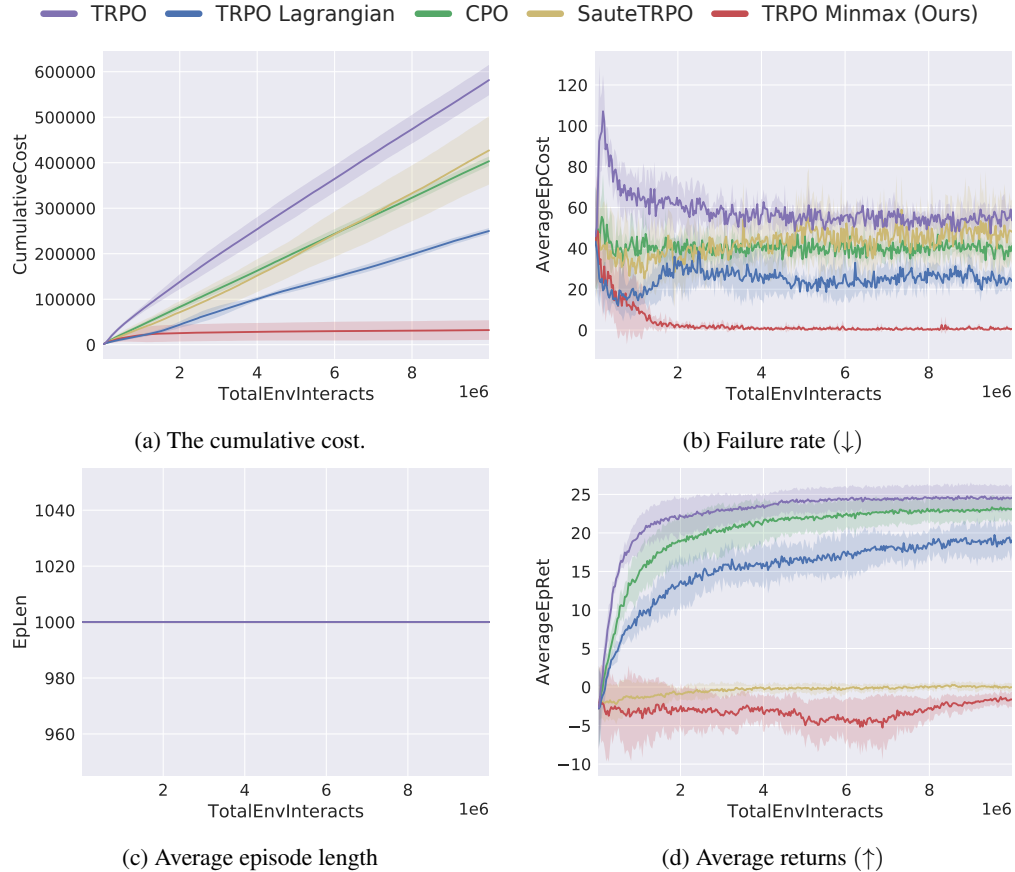 TRPO TRPO Lagrangian CPO SauteTRPO TRPO Minmax (Ours)
600000
500000
400000
300000
200000
100000
0
CumulativeCost
2 4 6 8
1e6
TotalEnvInteracts
(a) The cumulative cost.
120
100
80
60
40
20
0
AverageEpCost
2 4 6 8
1e6
TotalEnvInteracts
(b) Failure rate (↓)
1040
1020
1000
980
960
EpLen
2 4 6 8
1e6
TotalEnvInteracts
(c) Average episode length
25
20
15
10
5
0
−5
−10
AverageEpRet
2 4 6 8
1e6
TotalEnvInteracts
(d) Average returns (↑)